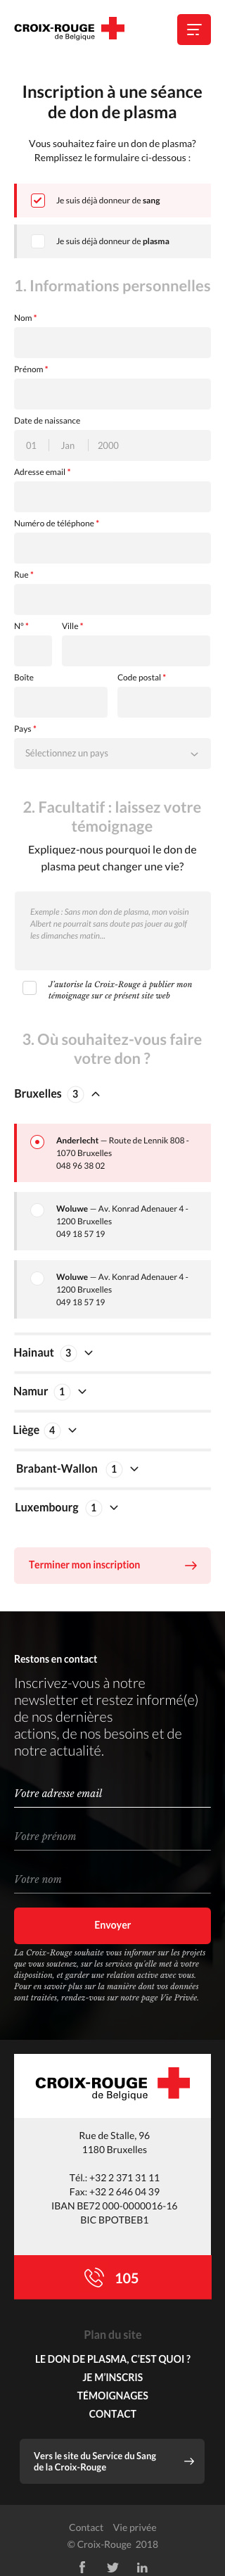 CROIX-ROUGE
de Belgique
Inscription à une séance
de don de plasma
Vous souhaitez faire un don de plasma?
Remplissez le formulaire ci-dessous :
Je suis déjà donneur de sang
Je suis déjà donneur de plasma
1. Informations personnelles
Nom *
Prénom *
Date de naissance
01 Jan 2000
Adresse email *
Numéro de téléphone *
Rue *
N° * Ville *
Boîte Code postal *
Pays *
Sélectionnez un pays
2. Facultatif : laissez votre
témoignage
Expliquez-nous pourquoi le don de
plasma peut changer une vie?
Exemple : Sans mon don de plasma, mon voisin
Albert ne pourrait sans doute pas jouer au golf
les dimanches matin...
J'autorise la Croix-Rouge à publier mon
témoignage sur ce présent site web
3. Où souhaitez-vous faire
votre don ?
Bruxelles 3
Anderlecht — Route de Lennik 808 -
1070 Bruxelles
048 96 38 02
Woluwe — Av. Konrad Adenauer 4 -
1200 Bruxelles
049 18 57 19
Woluwe — Av. Konrad Adenauer 4 -
1200 Bruxelles
049 18 57 19
Hainaut 3
Namur 1
Liège 4
Brabant-Wallon 1
Luxembourg 1
Terminer mon inscription
Restons en contact
Inscrivez-vous à notre
newsletter et restez informé(e)
de nos dernières
actions, de nos besoins et de
notre actualité.
Votre adresse email
Votre prénom
Votre nom
Envoyer
La Croix-Rouge souhaite vous informer sur les projets
que vous soutenez, sur les services qu'elle met à votre
disposition, et garder une relation active avec vous.
Pour en savoir plus sur la manière dont vos données
sont traitées, rendez-vous sur notre page Vie Privée.
CROIX-ROUGE
de Belgique
Rue de Stalle, 96
1180 Bruxelles
Tél.: +32 2 371 31 11
Fax: +32 2 646 04 39
IBAN BE72 000-0000016-16
BIC BPOTBEB1
105
Plan du site
LE DON DE PLASMA, C'EST QUOI ?
JE M'INSCRIS
TÉMOIGNAGES
CONTACT
Vers le site du Service du Sang
de la Croix-Rouge
Contact Vie privée
© Croix-Rouge 2018